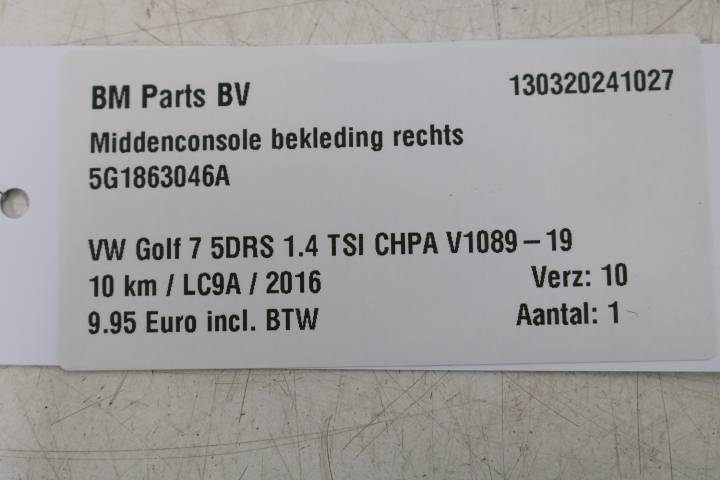 BM Parts BV 130320241027
Middenconsole bekleding rechts
5G1863046A
VW Golf 7 5DRS 1.4 TSI CHPA V1089 – 19
10 km / LC9A / 2016 Verz: 10
9.95 Euro incl. BTW Aantal: 1